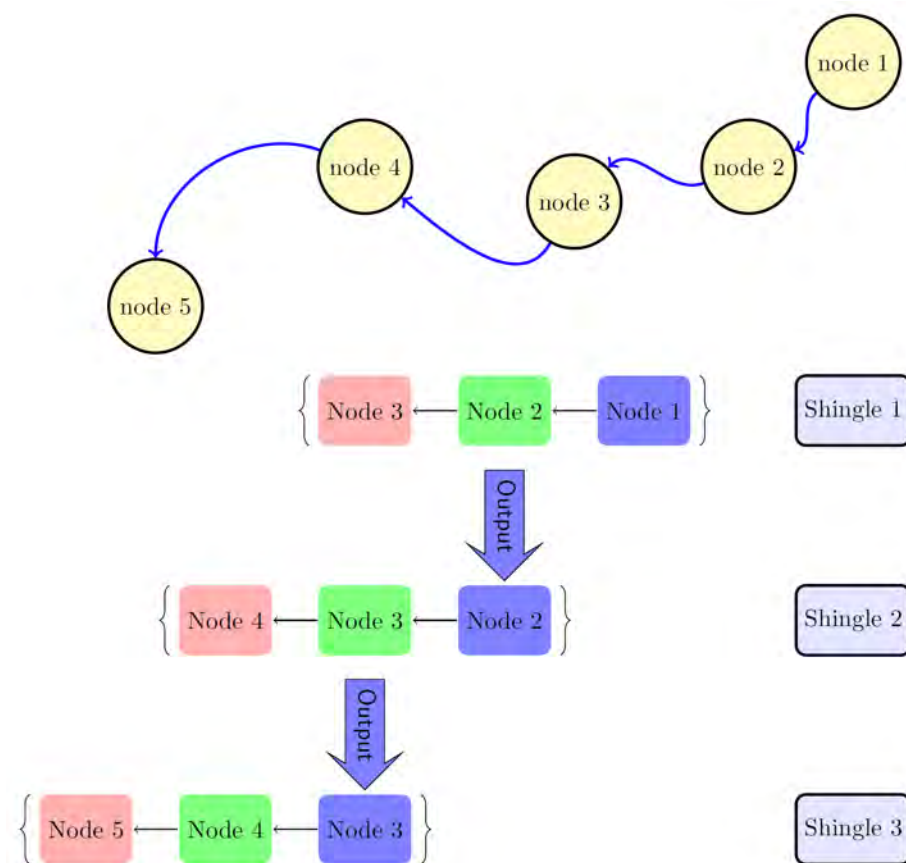 node 1
node 2
node 3
node 4
node 5
{ Node 3 Node 2 Node 1 } Shingle 1
Output
{ Node 4 Node 3 Node 2 } Shingle 2
Output
{ Node 5 Node 4 Node 3 } Shingle 3